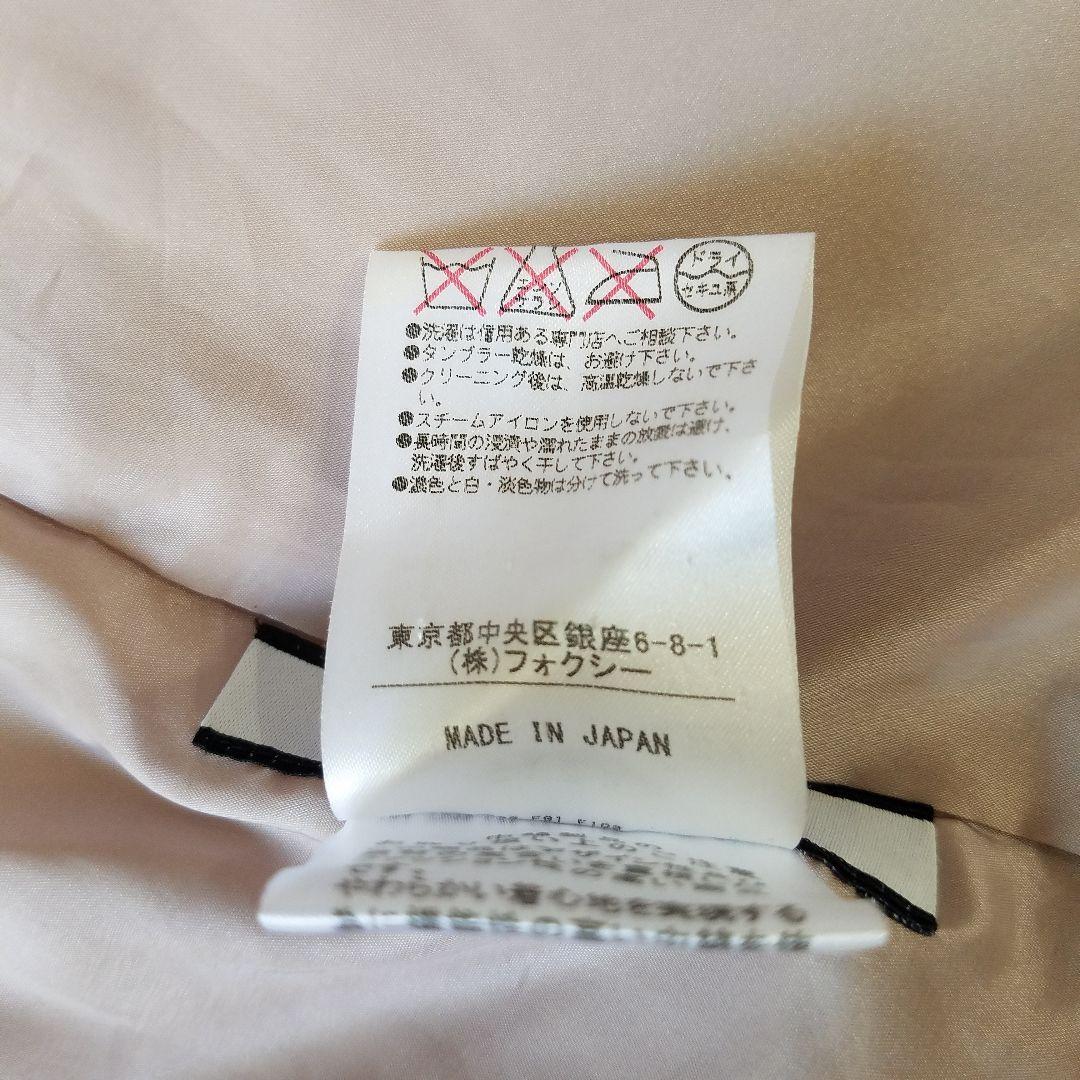 エンソ
サラシ
ドライ
セキユ系
●洗濯は信用ある専門店へご相談下さい。
●タンブラー乾燥は、お避け下さい。
●クリーニング後は、高温乾燥しないで下さ
い。
●スチームアイロンを使用しないで下さい。
●長時間の浸漬や濡れたままの放置は避け、
洗濯後すばやく干して下さい。
●濃色と白・淡色物は分けて洗って下さい。
東京都中央区銀座6-8-1
(株)フォクシー
MADE IN JAPAN
やわらかい着心地を実現する